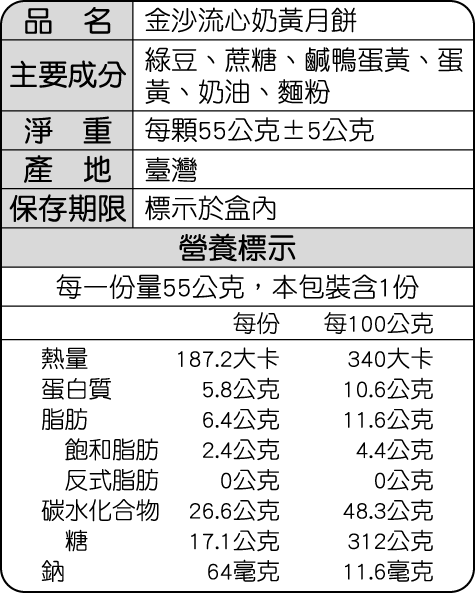 品名 金沙流心奶黃月餅
主要成分 綠豆、蔗糖、鹹鴨蛋黃、蛋
黃、奶油、麵粉
淨重 每顆55公克±5公克
產地 臺灣
保存期限 標示於盒內
營養標示
每一份量55公克，本包裝含1份
每份 每100公克
熱量 187.2大卡 340大卡
蛋白質 5.8公克 10.6公克
脂肪 6.4公克 11.6公克
飽和脂肪 2.4公克 4.4公克
反式脂肪 0公克 0公克
碳水化合物 26.6公克 48.3公克
糖 17.1公克 312公克
鈉 64毫克 11.6毫克